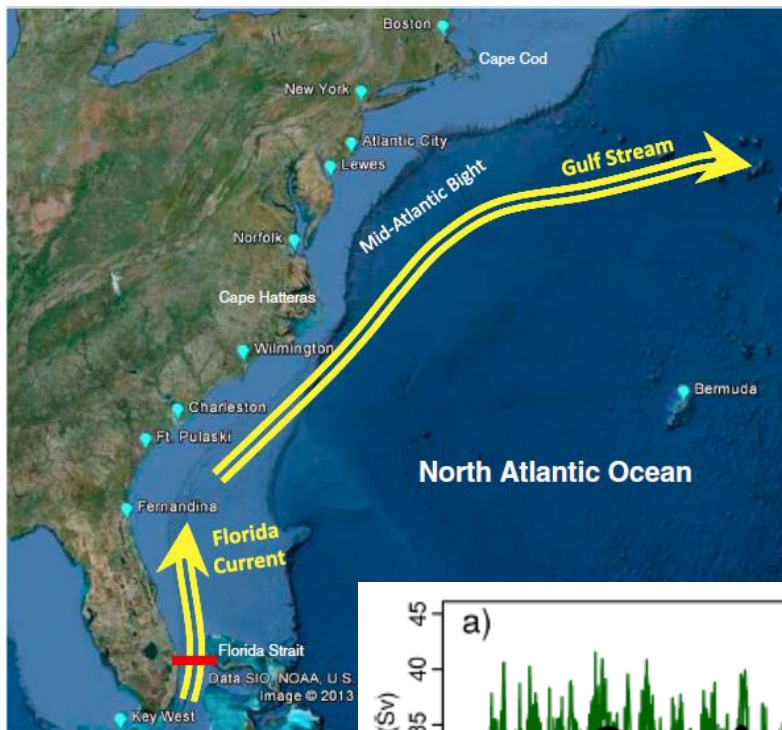 Boston
Cape Cod
New York
Atlantic City
Lewes
Gulf Stream
Mid-Atlantic Bight
Norfolk
Cape Hatteras
Wilmington
Bermuda
Charleston
Ft. Pulaski
North Atlantic Ocean
Fernandina
Florida
Current
Florida Strait
Data SIO, NOAA, U.S.
Image © 2013
Key West
a)
45
40
35
(Sv)